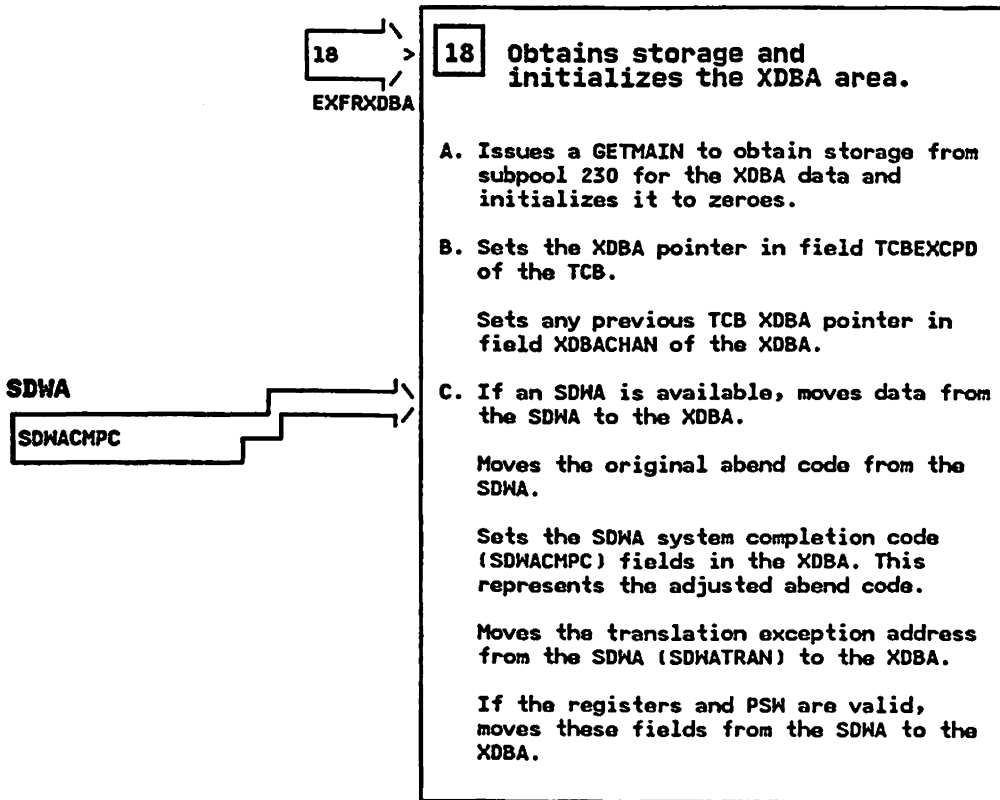 18
EXFRXDBA
18 Obtains storage and
initializes the XDBA area.
A. Issues a GETMAIN to obtain storage from
subpool 230 for the XDBA data and
initializes it to zeroes.
B. Sets the XDBA pointer in field TCBEXCPD
of the TCB.
Sets any previous TCB XDBA pointer in
field XDBACHAN of the XDBA.
SDWA
SDWACMPC
C. If an SDWA is available, moves data from
the SDWA to the XDBA.
Moves the original abend code from the
SDWA.
Sets the SDWA system completion code
(SDWACMPC) fields in the XDBA. This
represents the adjusted abend code.
Moves the translation exception address
from the SDWA (SDWATRAN) to the XDBA.
If the registers and PSW are valid,
moves these fields from the SDWA to the
XDBA.